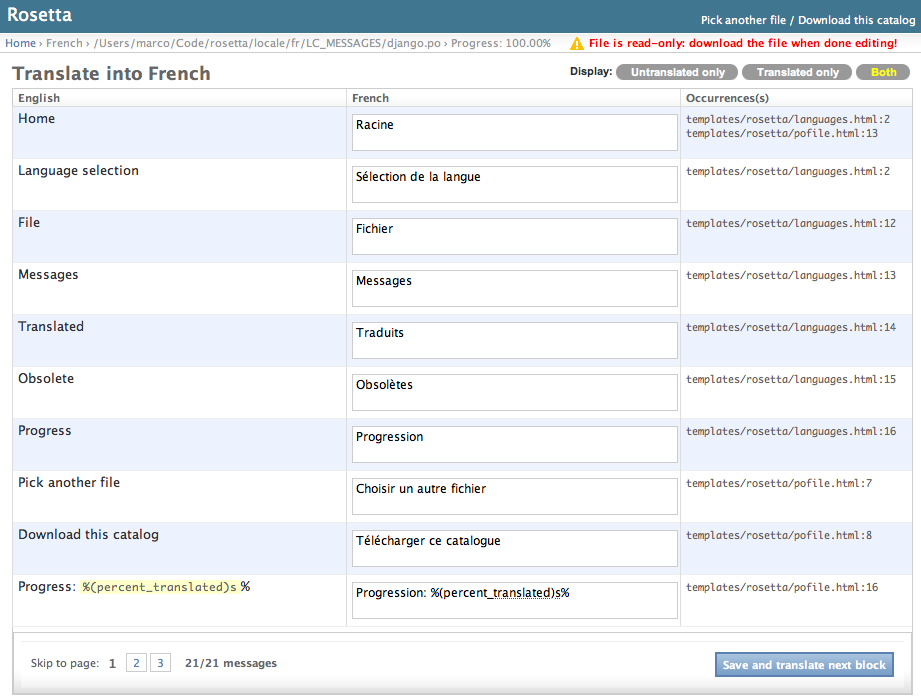 Rosetta
Pick another file / Download this catalog
Home › French › /Users/marco/Code/rosetta/locale/fr/LC_MESSAGES/django.po › Progress: 100.00%
File is read-only: download the file when done editing!
Translate into French
Display: Untranslated only Translated only Both
English French Occurrences(s)
Home Racine templates/rosetta/languages.html:2
templates/rosetta/pofile.html:13
Language selection Sélection de la langue templates/rosetta/languages.html:2
File Fichier templates/rosetta/languages.html:12
Messages Messages templates/rosetta/languages.html:13
Translated Traduits templates/rosetta/languages.html:14
Obsolete Obsolètes templates/rosetta/languages.html:15
Progress Progression templates/rosetta/languages.html:16
Pick another file Choisir un autre fichier templates/rosetta/pofile.html:7
Download this catalog Télécharger ce catalogue templates/rosetta/pofile.html:8
Progress: %(percent_translated)s % Progression: %(percent_translated)s% templates/rosetta/pofile.html:16
Skip to page: 1 2 3 21/21 messages Save and translate next block